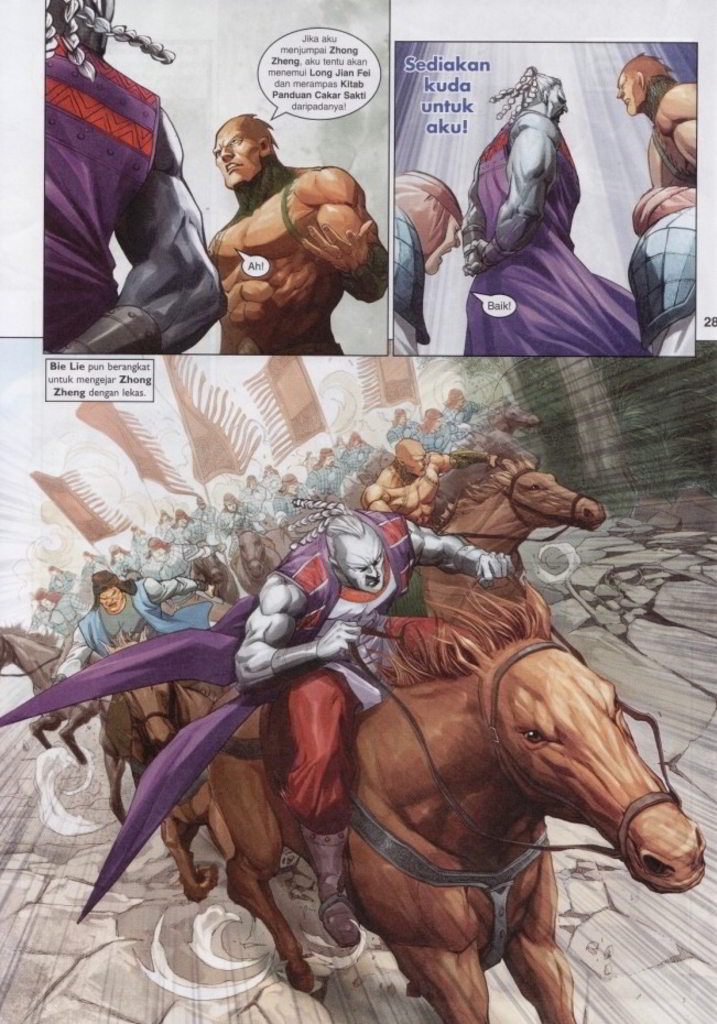 Jika aku
menjumpai Zhong
Zheng, aku tentu akan
menemui Long Jian Fei
dan merampas Kitab
Panduan Cakar Sakti
daripadanya!
Ah!
Sediakan
kuda
untuk
aku!
Baik!
28
Bie Lie pun berangkat
untuk mengejar Zhong
Zheng dengan lekas.